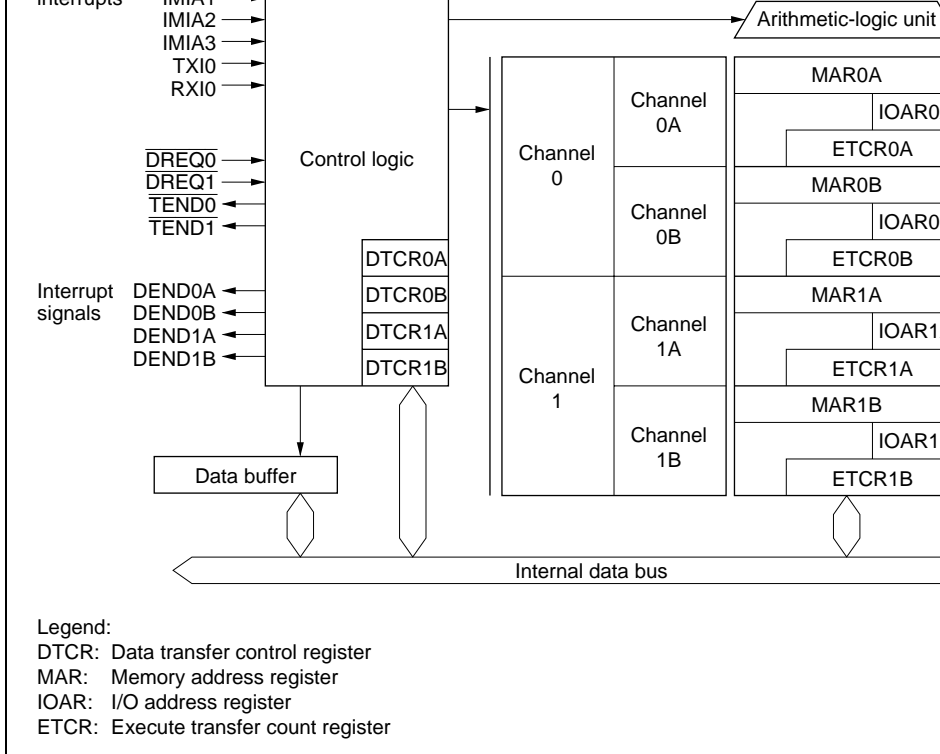 IMIA2
IMIA3
TXI0
RXI0
DREQ0
DREQ1
TEND0
TEND1
Interrupt
signals
DEND0A
DEND0B
DEND1A
DEND1B
Control logic
DTCR0A
DTCR0B
DTCR1A
DTCR1B
Data buffer
Arithmetic-logic unit
Channel
0
Channel
0A
Channel
0B
Channel
1
Channel
1A
Channel
1B
MAR0A
IOAR0
ETCR0A
MAR0B
IOAR0
ETCR0B
MAR1A
IOAR1
ETCR1A
MAR1B
IOAR1
ETCR1B
Internal data bus
Legend:
DTCR: Data transfer control register
MAR: Memory address register
IOAR: I/O address register
ETCR: Execute transfer count register